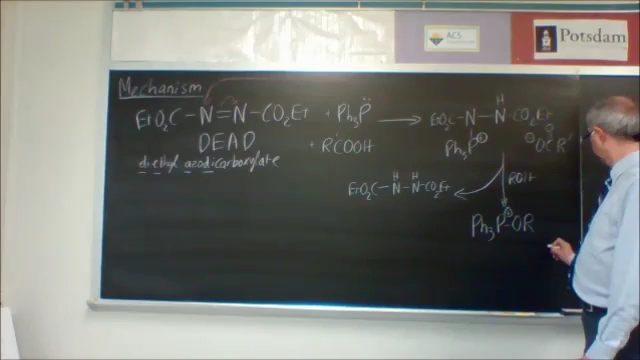 ACS
Potsdam
Mechanism
EtO₂C – N = N – CO₂Et + Ph₃P̈ → EtO₂C – N – N – CO₂Et
H
DEAD + R'COOH Ph₃P⊕ ⊖OCR'
O
diethyl azodicarboxylate
H H
EtO₂C – N – N – CO₂Et ROH
Ph₃P⊕–OR